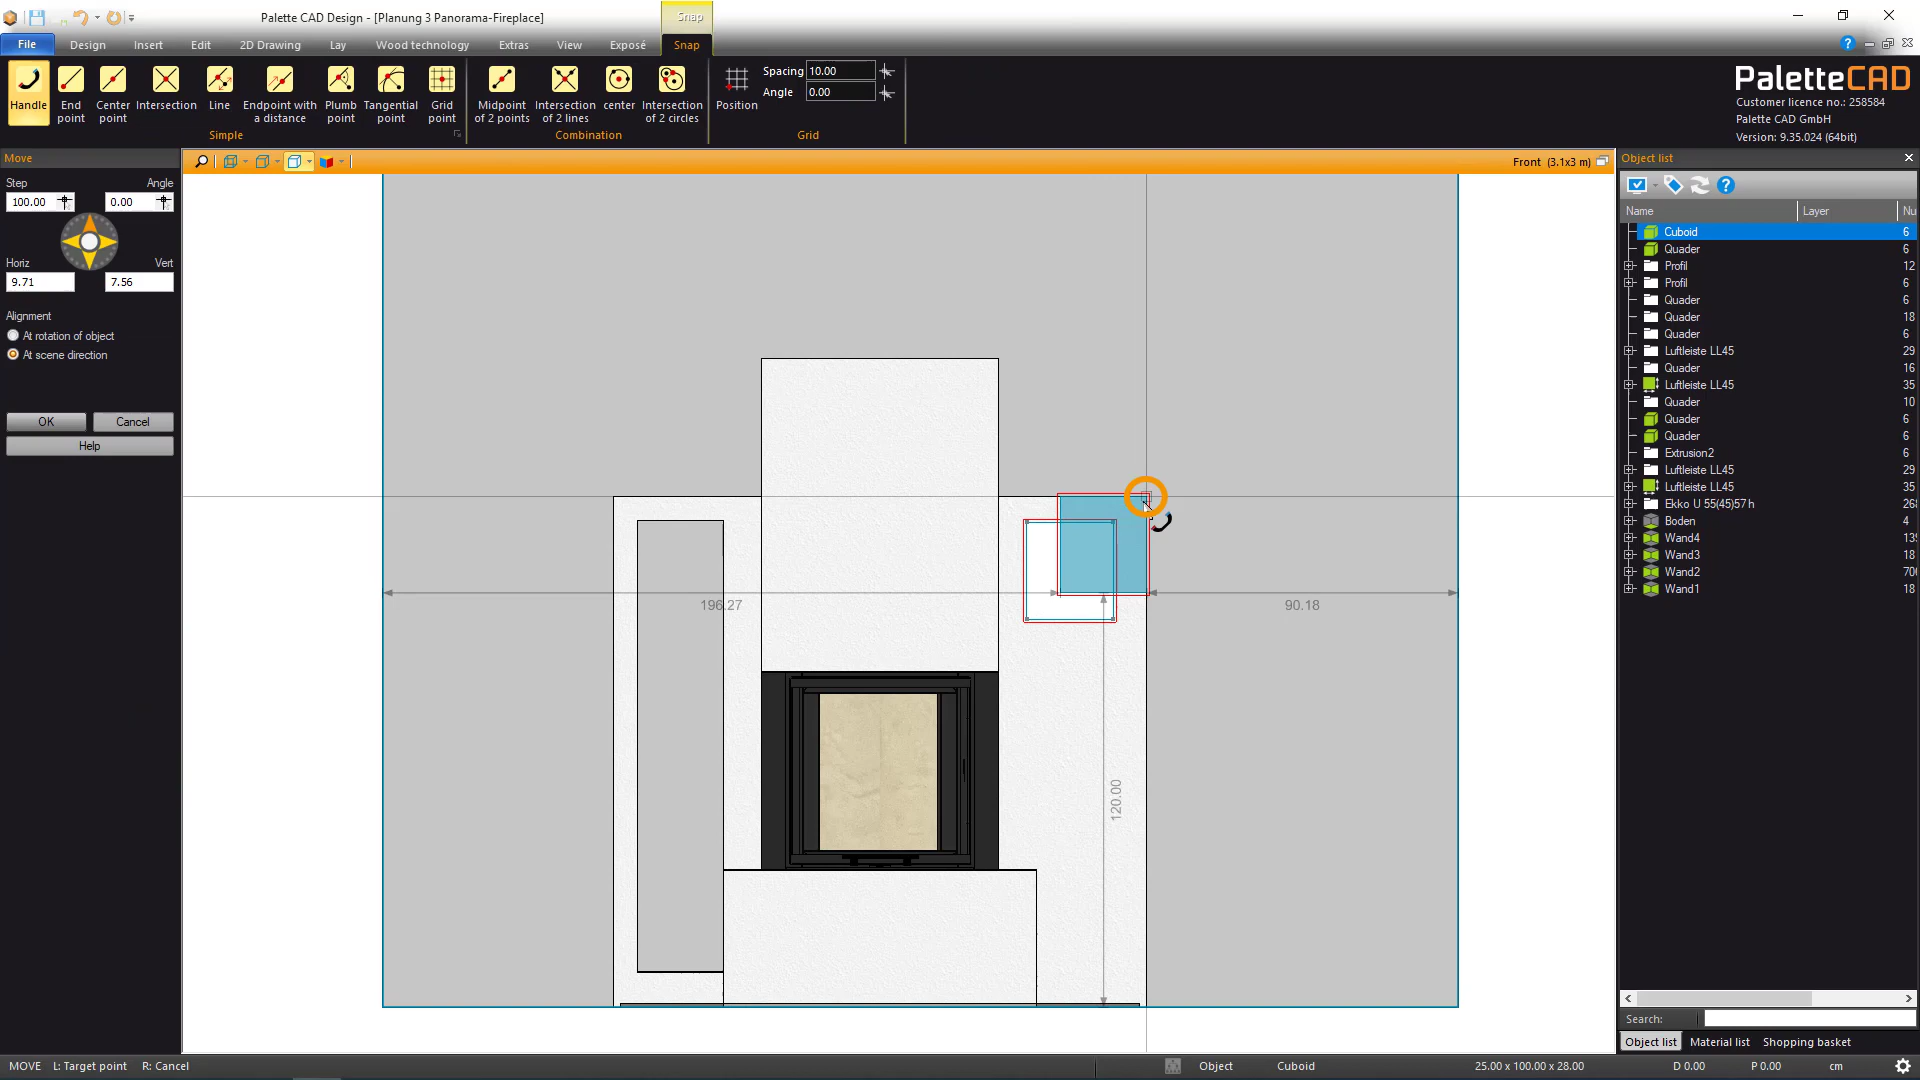 Palette CAD Design - [Planung 3 Panorama-Fireplace]
Snap
File Design Insert Edit 2D Drawing Lay Wood technology Extras View Exposé Snap
Handle
End point
Center point
Intersection
Line
Endpoint with a distance
Plumb point
Tangential point
Grid point
Simple
Midpoint of 2 points
Intersection of 2 lines
center
Intersection of 2 circles
Combination
Position
Spacing 10.00
Angle 0.00
Grid
PaletteCAD
Customer licence no.: 258584
Palette CAD GmbH
Version: 9.35.024 (64bit)
Move
Step Angle
100.00 0.00
Horiz Vert
9.71 7.56
Alignment
At rotation of object
At scene direction
OK Cancel
Help
Front (3.1x3 m)
196.27
90.18
120.00
Object list
Name Layer Nu
Cuboid 6
Quader 6
Profil 12
Profil 6
Quader 6
Quader 18
Quader 6
Luftleiste LL45 29
Quader 16
Luftleiste LL45 35
Quader 10
Quader 6
Quader 6
Extrusion2 6
Luftleiste LL45 29
Luftleiste LL45 35
Ekko U 55(45)57 h 268
Boden 4
Wand4 139
Wand3 18
Wand2 706
Wand1 18
Search:
Object list Material list Shopping basket
MOVE L: Target point R: Cancel
Object Cuboid 25.00 x 100.00 x 28.00 D 0.00 P 0.00 cm